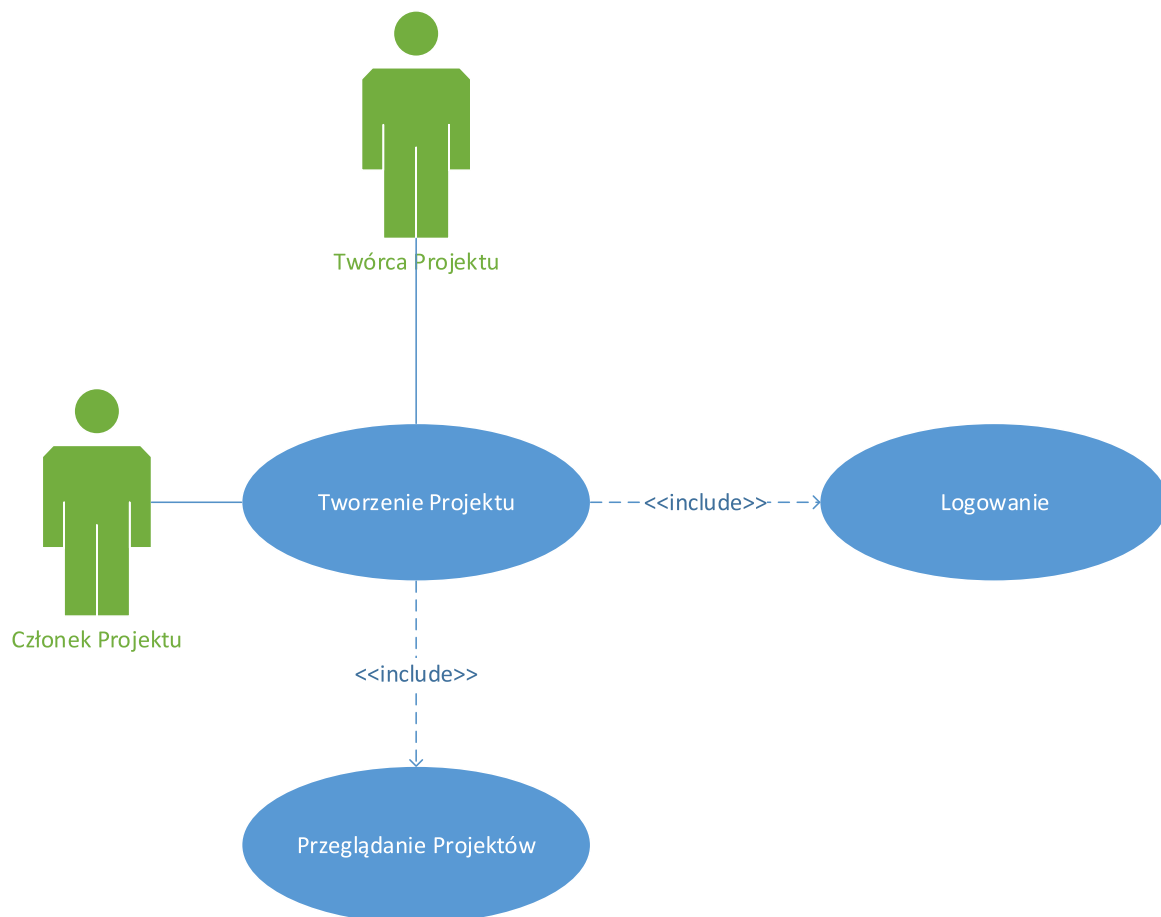 Twórca Projektu
Tworzenie Projektu
<<include>>
Logowanie
Członek Projektu
<<include>>
Przeglądanie Projektów